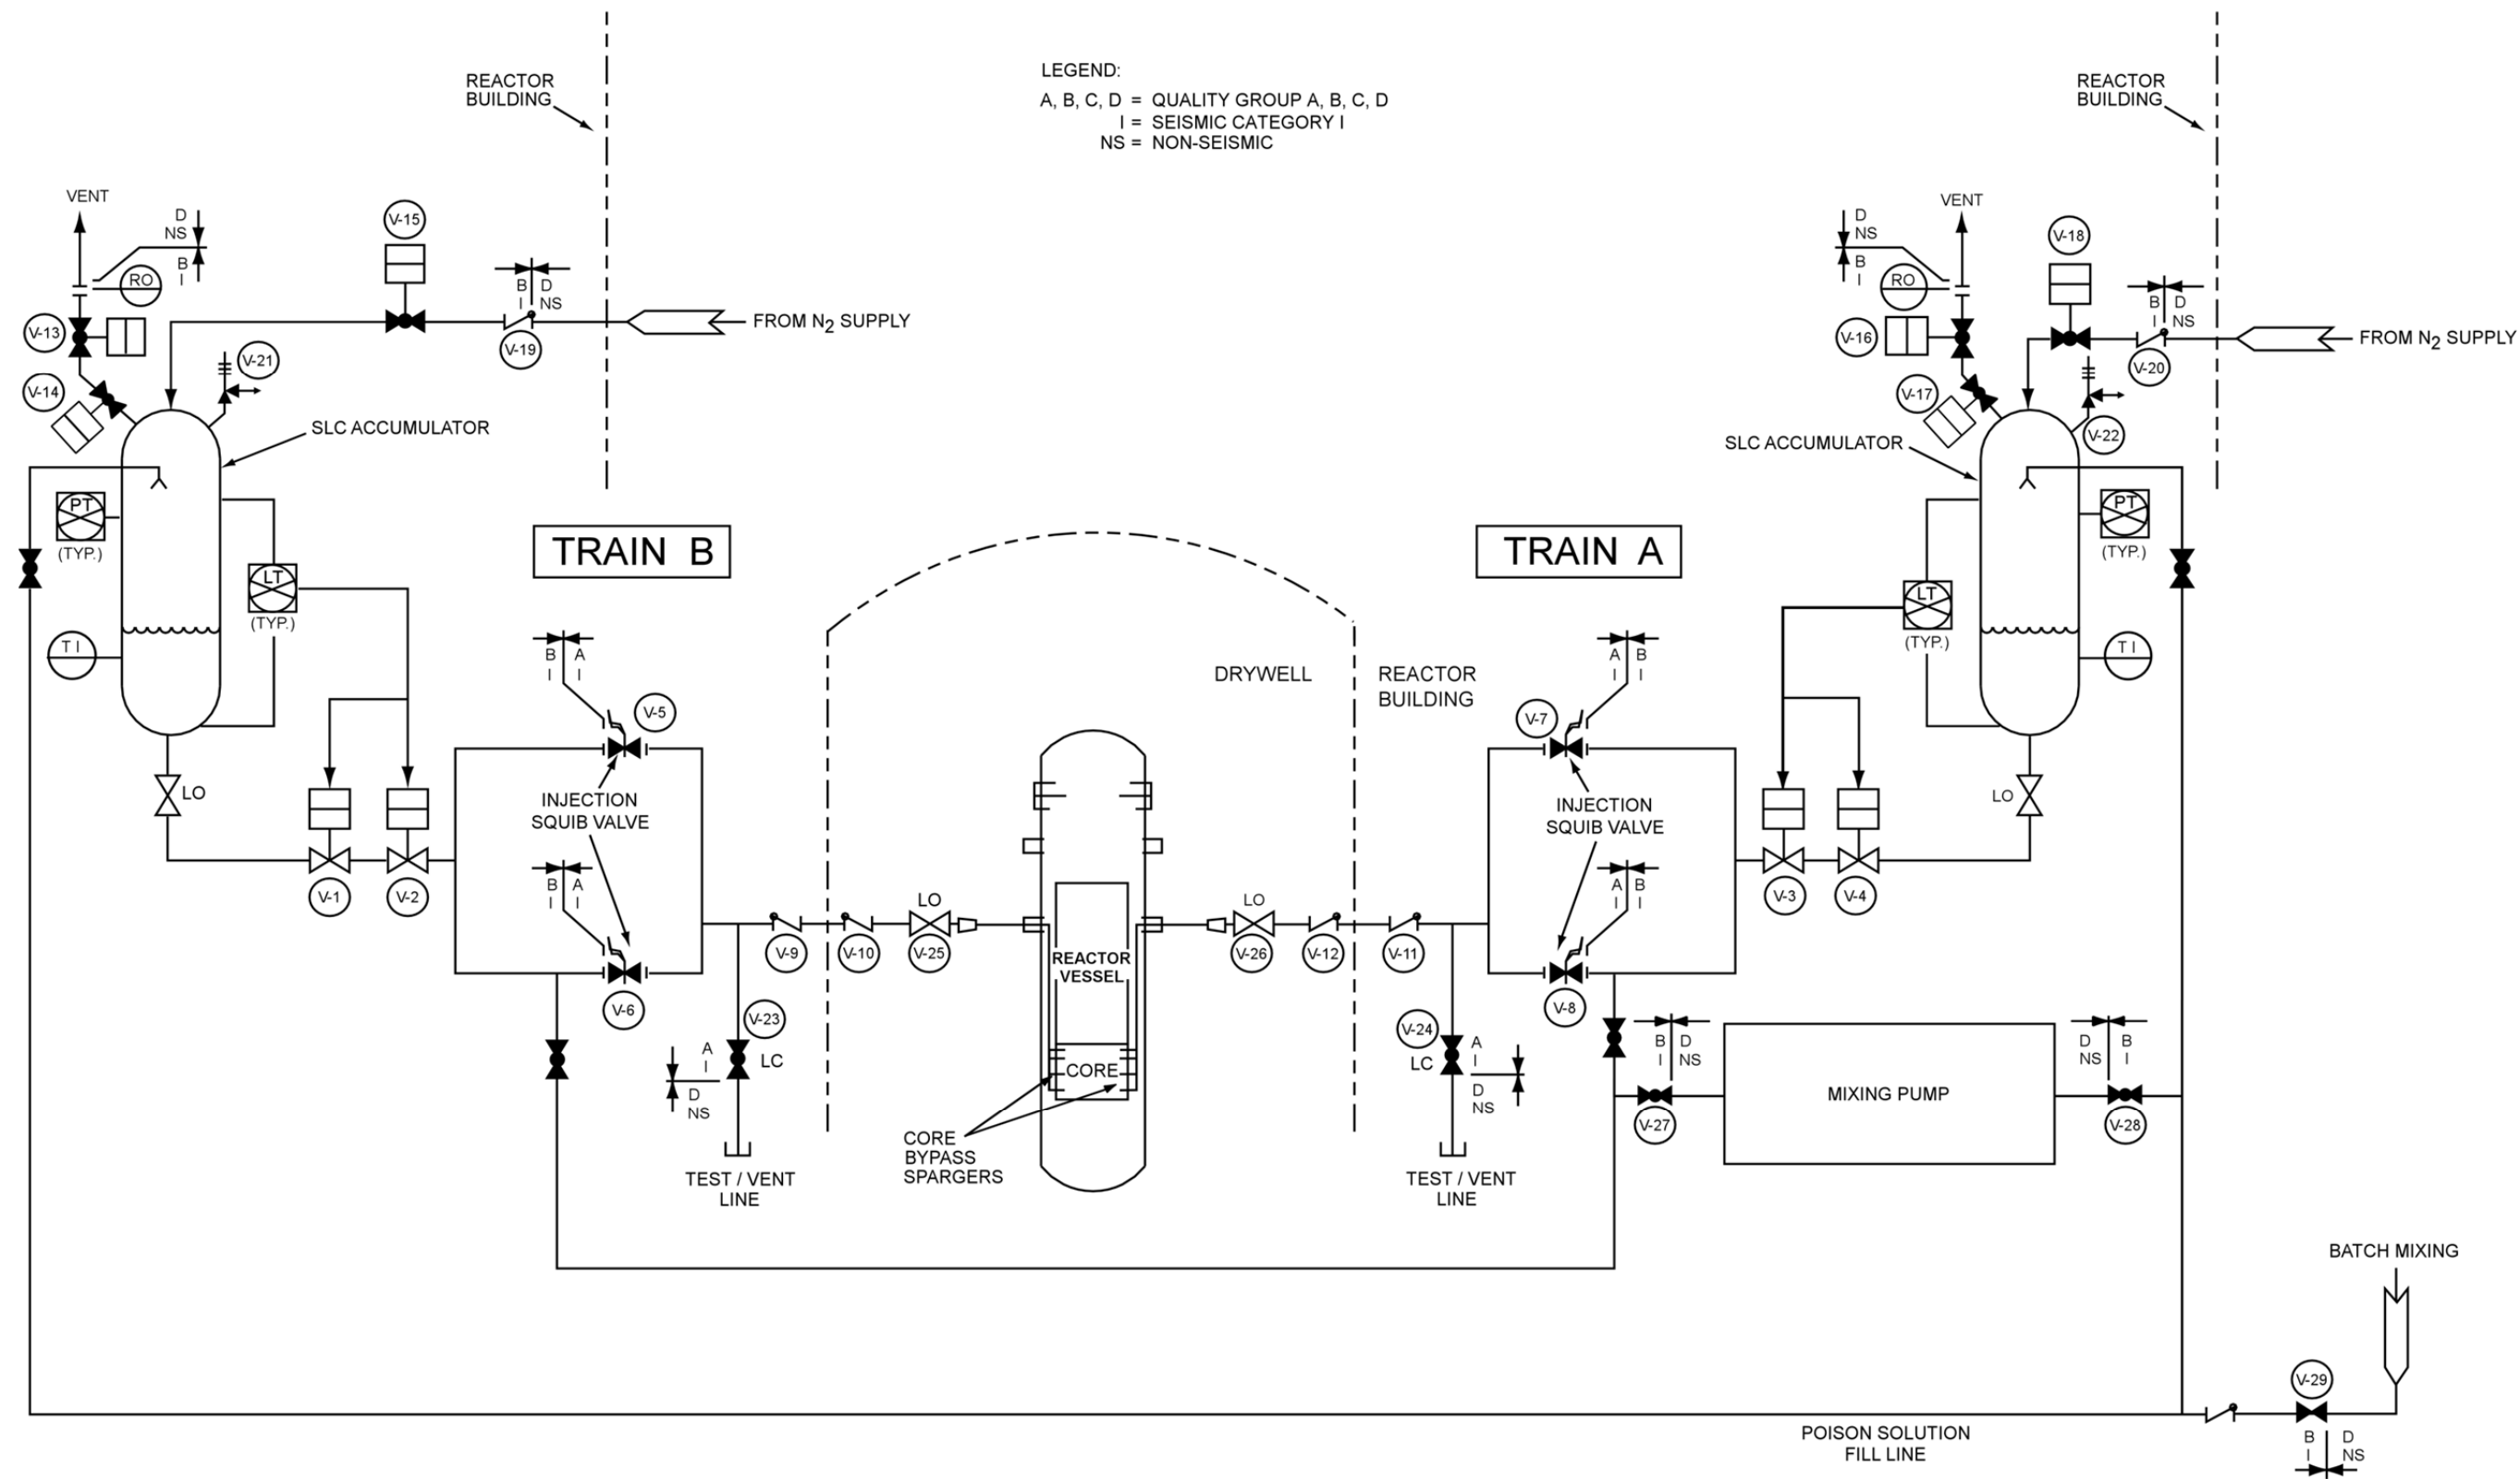 REACTOR
BUILDING
LEGEND:
A, B, C, D = QUALITY GROUP A, B, C, D
I = SEISMIC CATEGORY I
NS = NON-SEISMIC
REACTOR
BUILDING
VENT
D
NS
B
I
RO
V-15
B D
I NS
V-13
V-19
FROM N2 SUPPLY
V-21
V-14
SLC ACCUMULATOR
PT
(TYP.)
LT
(TYP.)
T I
TRAIN B
VENT
D
NS
B
I
RO
V-18
B D
I NS
V-16
V-20
FROM N2 SUPPLY
V-17
V-22
SLC ACCUMULATOR
PT
(TYP.)
LT
(TYP.)
T I
TRAIN A
B A
I I
V-5
LO
INJECTION
SQUIB VALVE
B A
I I
V-1
V-2
V-6
V-23
LC
A
I
D
NS
TEST / VENT
LINE
V-9
V-10
LO
V-25
DRYWELL
REACTOR
BUILDING
REACTOR
VESSEL
CORE
CORE
BYPASS
SPARGERS
LO
V-26
V-12
V-11
A B
I I
V-7
INJECTION
SQUIB VALVE
A B
I I
V-8
V-3
V-4
LO
V-24
LC
A
I
D
NS
TEST / VENT
LINE
B D
I NS
V-27
MIXING PUMP
D B
NS I
V-28
BATCH MIXING
V-29
B D
I NS
POISON SOLUTION
FILL LINE